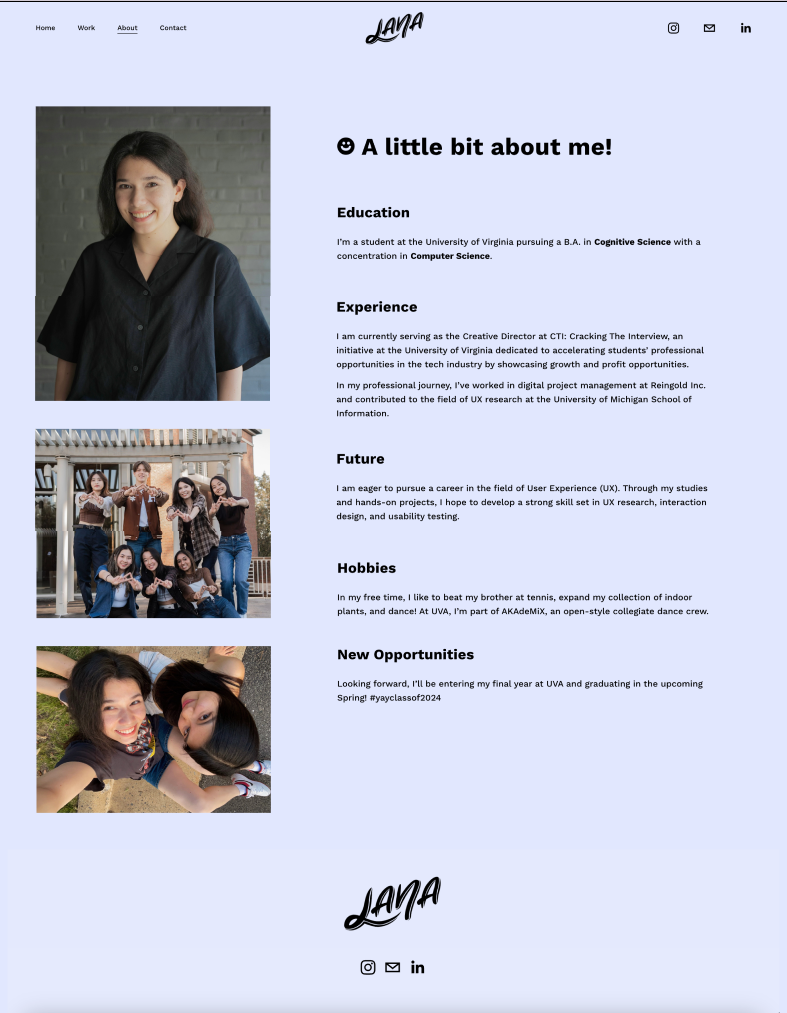 Home Work About Contact
LANA
☻ A little bit about me!
Education
I'm a student at the University of Virginia pursuing a B.A. in Cognitive Science with a
concentration in Computer Science.
Experience
I am currently serving as the Creative Director at CTI: Cracking The Interview, an
initiative at the University of Virginia dedicated to accelerating students' professional
opportunities in the tech industry by showcasing growth and profit opportunities.
In my professional journey, I've worked in digital project management at Reingold Inc.
and contributed to the field of UX research at the University of Michigan School of
Information.
Future
I am eager to pursue a career in the field of User Experience (UX). Through my studies
and hands-on projects, I hope to develop a strong skill set in UX research, interaction
design, and usability testing.
Hobbies
In my free time, I like to beat my brother at tennis, expand my collection of indoor
plants, and dance! At UVA, I'm part of AKAdeMiX, an open-style collegiate dance crew.
New Opportunities
Looking forward, I'll be entering my final year at UVA and graduating in the upcoming
Spring! #yayclassof2024
LANA
in